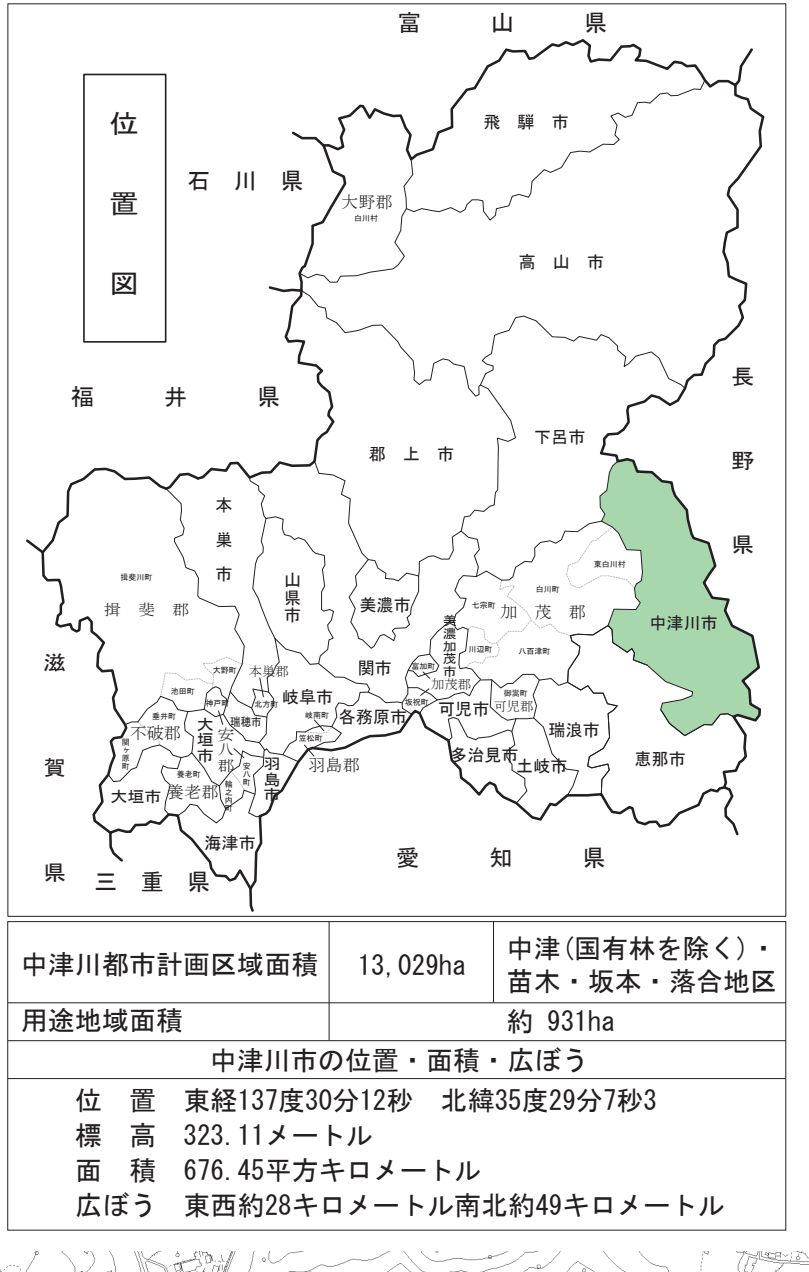 富山県
位置図
石川県
飛騨市
大野郡
白川村
高山市
福井県
長野県
下呂市
郡上市
本巣市
揖斐川町
揖斐郡
山県市
美濃市
東白川村
白川町
七宗町
加茂郡
中津川市
美濃加茂市
川辺町
八百津町
滋賀県
大野町
本巣郡
関市
富加町
加茂郡
池田町
神戸町
北方町
岐阜市
坂祝町
御嵩町
可児郡
可児市
垂井町
不破郡
大垣市
安八郡
瑞穂市
岐南町
各務原市
瑞浪市
関ヶ原町
笠松町
多治見市
土岐市
恵那市
養老町
養老郡
安八町
輪之内町
羽島市
羽島郡
大垣市
海津市
三重県
愛知県
中津川都市計画区域面積 13,029ha 中津(国有林を除く)・
苗木・坂本・落合地区
用途地域面積 約 931ha
中津川市の位置・面積・広ぼう
位 置 東経137度30分12秒 北緯35度29分7秒3
標 高 323.11メートル
面 積 676.45平方キロメートル
広ぼう 東西約28キロメートル南北約49キロメートル